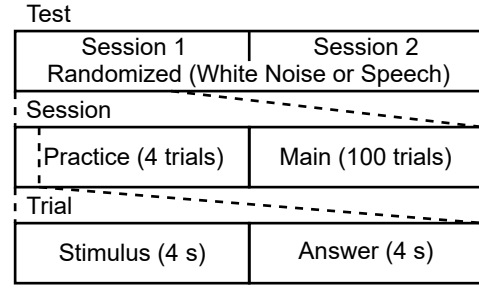 Test
Session 1 Session 2
Randomized (White Noise or Speech)
Session
Practice (4 trials) Main (100 trials)
Trial
Stimulus (4 s) Answer (4 s)